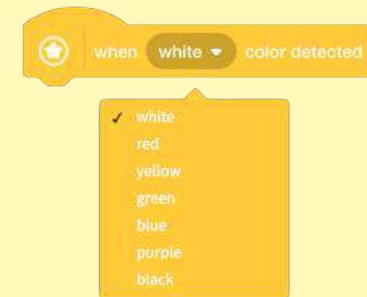 when white color detected
white
red
yellow
green
blue
purple
black